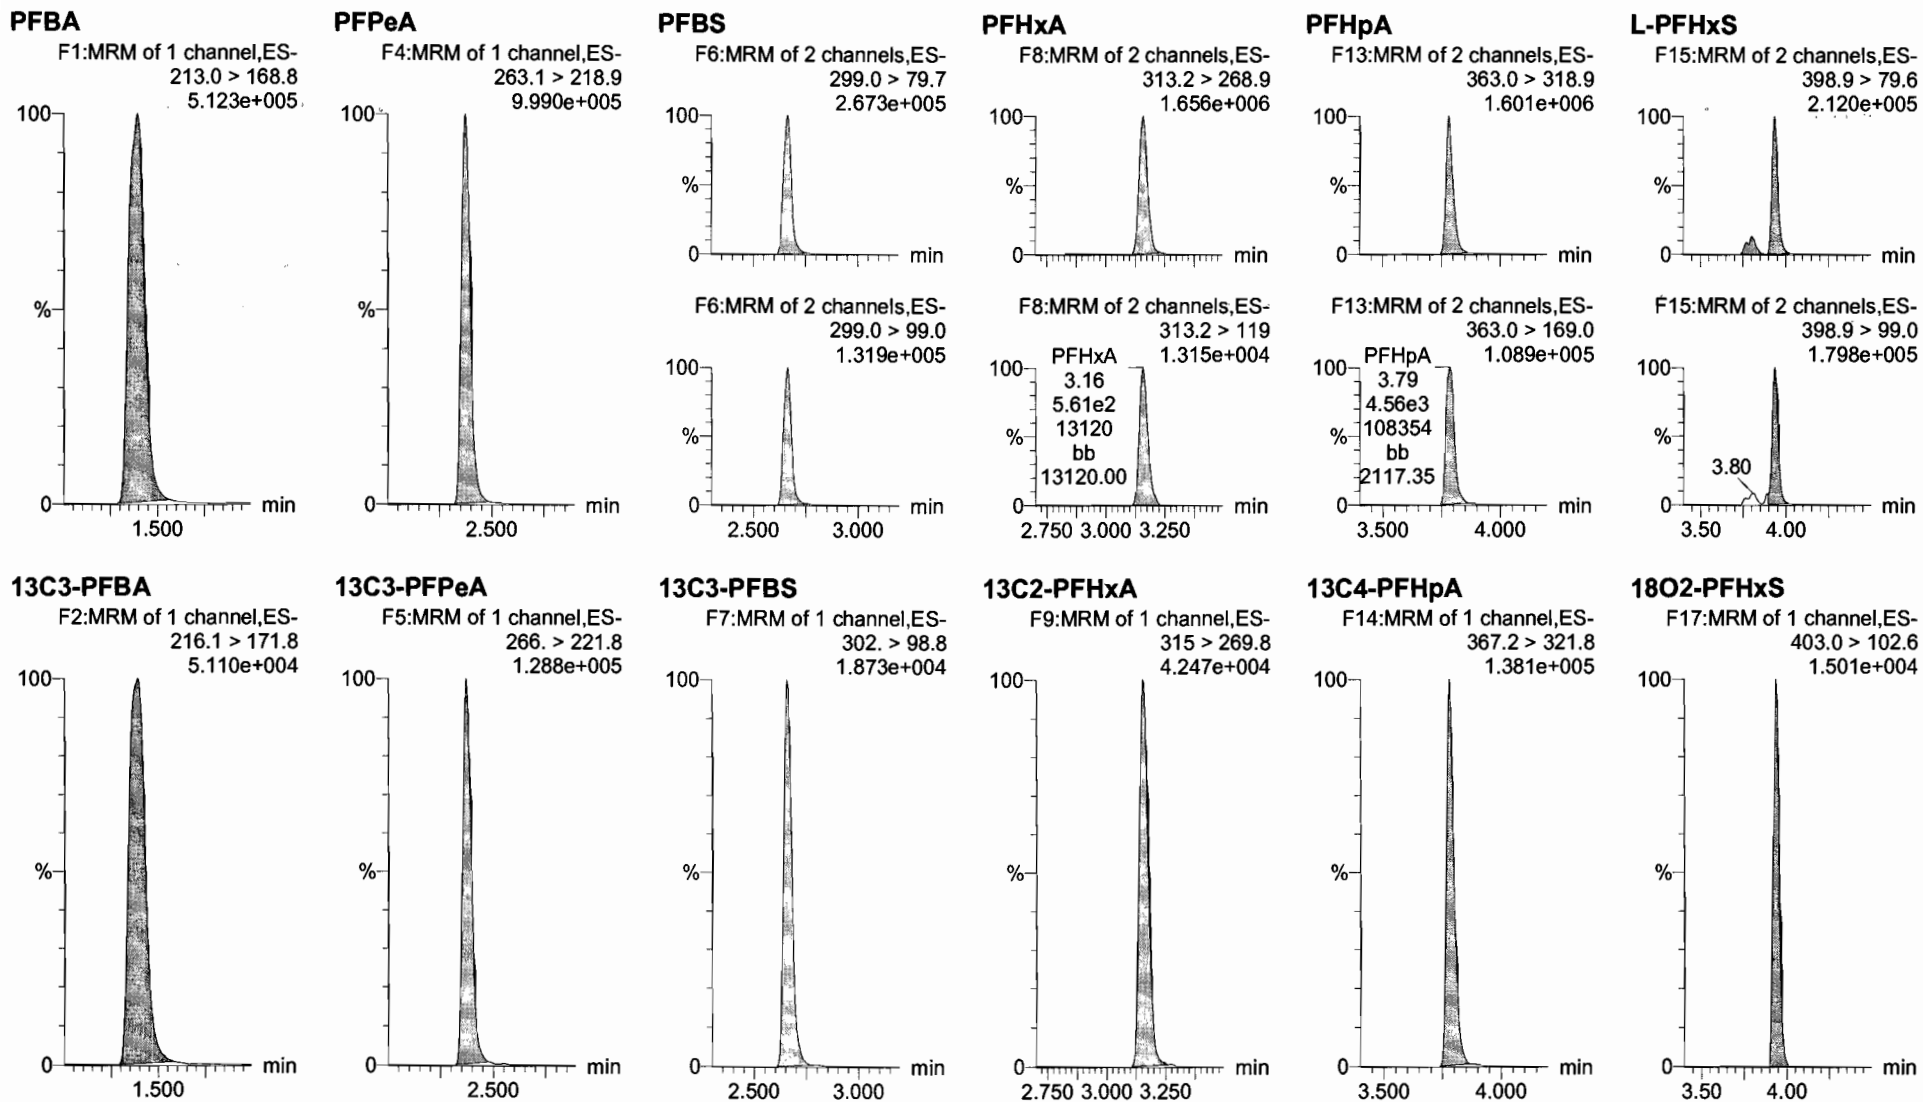 PFBA
F1:MRM of 1 channel,ES-
213.0 > 168.8
5.123e+005
100
%
0
min
1.500
PFPeA
F4:MRM of 1 channel,ES-
263.1 > 218.9
9.990e+005
100
%
0
min
2.500
PFBS
F6:MRM of 2 channels,ES-
299.0 > 79.7
2.673e+005
100
%
0
min
F6:MRM of 2 channels,ES-
299.0 > 99.0
1.319e+005
100
%
0
min
2.500 3.000
PFHxA
F8:MRM of 2 channels,ES-
313.2 > 268.9
1.656e+006
100
%
0
min
F8:MRM of 2 channels,ES-
313.2 > 119
1.315e+004
PFHxA
3.16
5.61e2
13120
bb
13120.00
100
%
0
min
2.750 3.000 3.250
PFHpA
F13:MRM of 2 channels,ES-
363.0 > 318.9
1.601e+006
100
%
0
min
F13:MRM of 2 channels,ES-
363.0 > 169.0
1.089e+005
PFHpA
3.79
4.56e3
108354
bb
2117.35
100
%
0
min
3.500 4.000
L-PFHxS
F15:MRM of 2 channels,ES-
398.9 > 79.6
2.120e+005
100
%
0
min
F15:MRM of 2 channels,ES-
398.9 > 99.0
1.798e+005
100
%
3.80
0
min
3.50 4.00
13C3-PFBA
F2:MRM of 1 channel,ES-
216.1 > 171.8
5.110e+004
100
%
0
min
1.500
13C3-PFPeA
F5:MRM of 1 channel,ES-
266. > 221.8
1.288e+005
100
%
0
min
2.500
13C3-PFBS
F7:MRM of 1 channel,ES-
302. > 98.8
1.873e+004
100
%
0
min
2.500 3.000
13C2-PFHxA
F9:MRM of 1 channel,ES-
315 > 269.8
4.247e+004
100
%
0
min
2.750 3.000 3.250
13C4-PFHpA
F14:MRM of 1 channel,ES-
367.2 > 321.8
1.381e+005
100
%
0
min
3.500 4.000
18O2-PFHxS
F17:MRM of 1 channel,ES-
403.0 > 102.6
1.501e+004
100
%
0
min
3.50 4.00